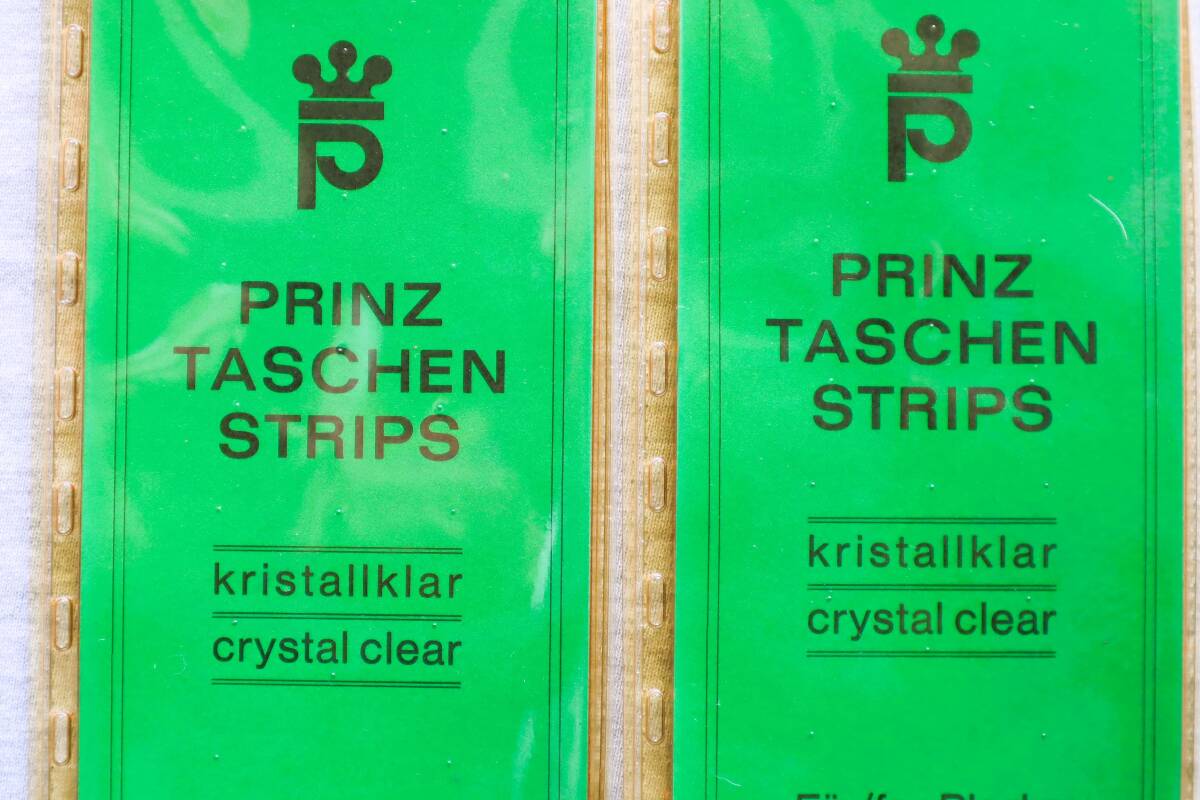 PRINZ
TASCHEN
STRIPS
kristallklar
crystal clear
PRINZ
TASCHEN
STRIPS
kristallklar
crystal clear